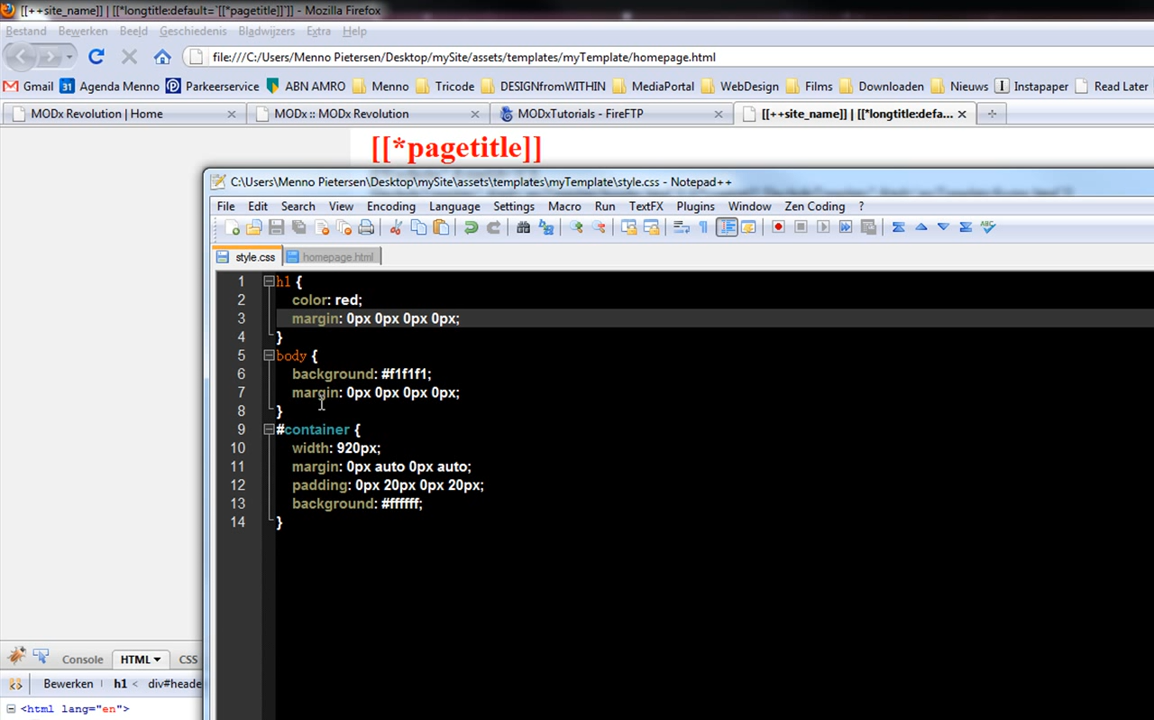 [[++site_name]] | [[*longtitle:default=`[[*pagetitle]]`]] - Mozilla Firefox
Bestand Bewerken Beeld Geschiedenis Bladwijzers Extra Help
file:///C:/Users/Menno Pietersen/Desktop/mySite/assets/templates/myTemplate/homepage.html
Gmail 31 Agenda Menno Parkeerservice ABN AMRO Menno Tricode DESIGNfromWITHIN MediaPortal WebDesign Films Downloaden Nieuws Instapaper Read Later
MODx Revolution | Home MODx :: MODx Revolution MODxTutorials - FireFTP [[++site_name]] | [[*longtitle:defa...
[[*pagetitle]]
C:\Users\Menno Pietersen\Desktop\mySite\assets\templates\myTemplate\style.css - Notepad++
File Edit Search View Encoding Language Settings Macro Run TextFX Plugins Window Zen Coding ?
style.css homepage.html
1 h1 {
2 color: red;
3 margin: 0px 0px 0px 0px;
4 }
5 body {
6 background: #f1f1f1;
7 margin: 0px 0px 0px 0px;
8 }
9 #container {
10 width: 920px;
11 margin: 0px auto 0px auto;
12 padding: 0px 20px 0px 20px;
13 background: #ffffff;
14 }
Console HTML CSS
Bewerken h1 < div#heade
<html lang="en">